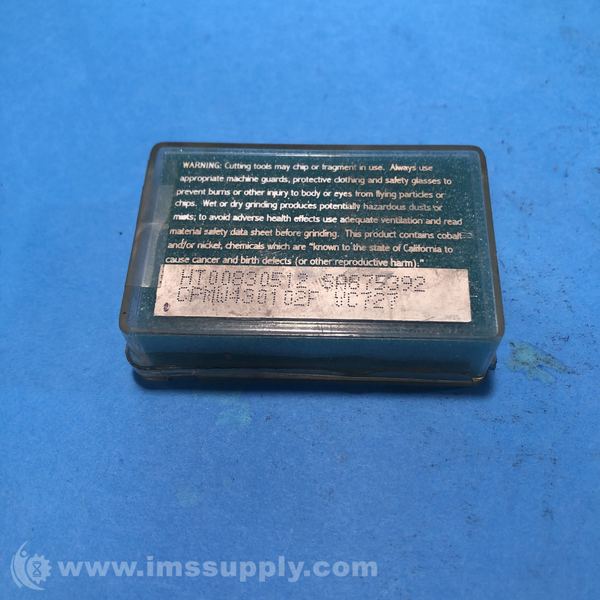 WARNING: Cutting tools may chip or fragment in use. Always use
appropriate machine guards, protective clothing and safety glasses to
prevent burns or other injury to body or eyes from flying particles or
chips. Wet or dry grinding produces potentially hazardous dusts or
mists; to avoid adverse health effects use adequate ventilation and read
material safety data sheet before grinding. This product contains cobalt
and/or nickel, chemicals which are "known to the state of California to
cause cancer and birth defects (or other reproductive harm)."
HT00830512 SA875392
CPMW430102F VC727
www.imssupply.com